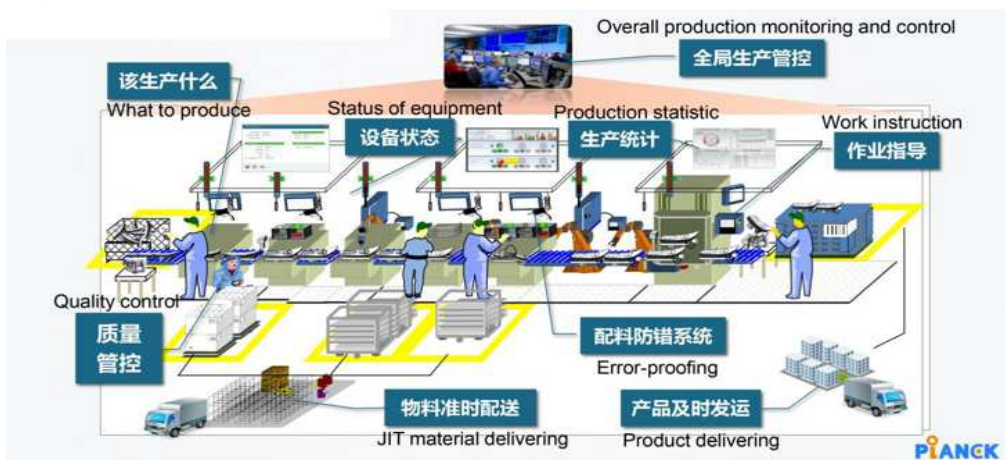 Overall production monitoring and control
全局生产管控
该生产什么
What to produce
Status of equipment
设备状态
Production statistic
生产统计
Work instruction
作业指导
Quality control
质量
管控
配料防错系统
Error-proofing
物料准时配送
JIT material delivering
产品及时发运
Product delivering
PIANCK